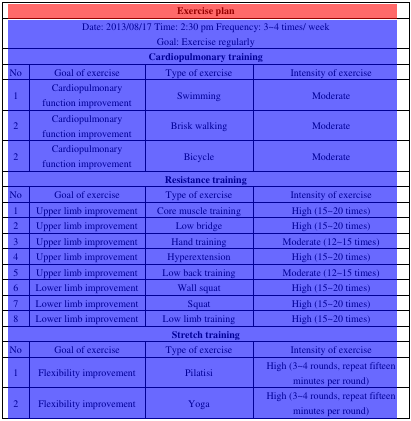 Exercise plan
Date: 2013/08/17 Time: 2:30 pm Frequency: 3–4 times/ week
Goal: Exercise regularly
Cardiopulmonary training
No Goal of exercise Type of exercise Intensity of exercise
1 Cardiopulmonary function improvement Swimming Moderate
2 Cardiopulmonary function improvement Brisk walking Moderate
2 Cardiopulmonary function improvement Bicycle Moderate
Resistance training
No Goal of exercise Type of exercise Intensity of exercise
1 Upper limb improvement Core muscle training High (15–20 times)
2 Upper limb improvement Low bridge High (15–20 times)
3 Upper limb improvement Hand training Moderate (12–15 times)
4 Upper limb improvement Hyperextension High (15–20 times)
5 Upper limb improvement Low back training Moderate (12–15 times)
6 Lower limb improvement Wall squat High (15–20 times)
7 Lower limb improvement Squat High (15–20 times)
8 Lower limb improvement Low limb training High (15–20 times)
Stretch training
No Goal of exercise Type of exercise Intensity of exercise
1 Flexibility improvement Pilatisi High (3–4 rounds, repeat fifteen minutes per round)
2 Flexibility improvement Yoga High (3–4 rounds, repeat fifteen minutes per round)